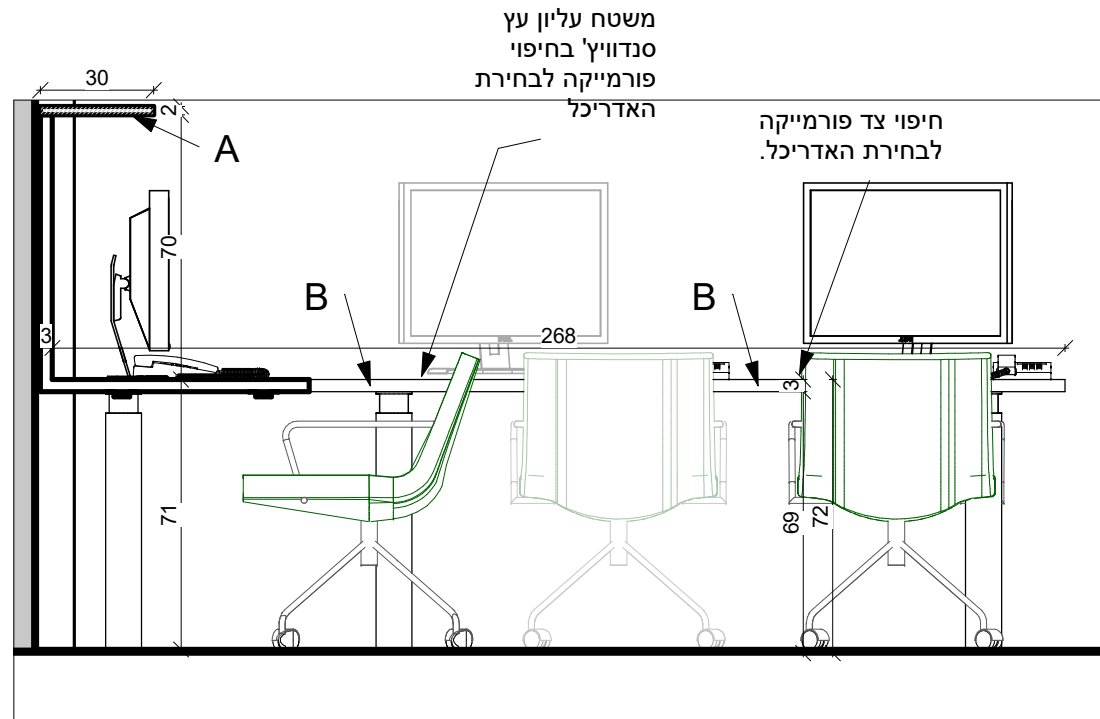 משטח עליון עץ
סנדוויץ' בחיפוי
פורמייקה לבחירת
האדריכל
חיפוי צד פורמייקה
לבחירת האדריכל.
30
2
A
70
B
B
3
268
3
71
69
72